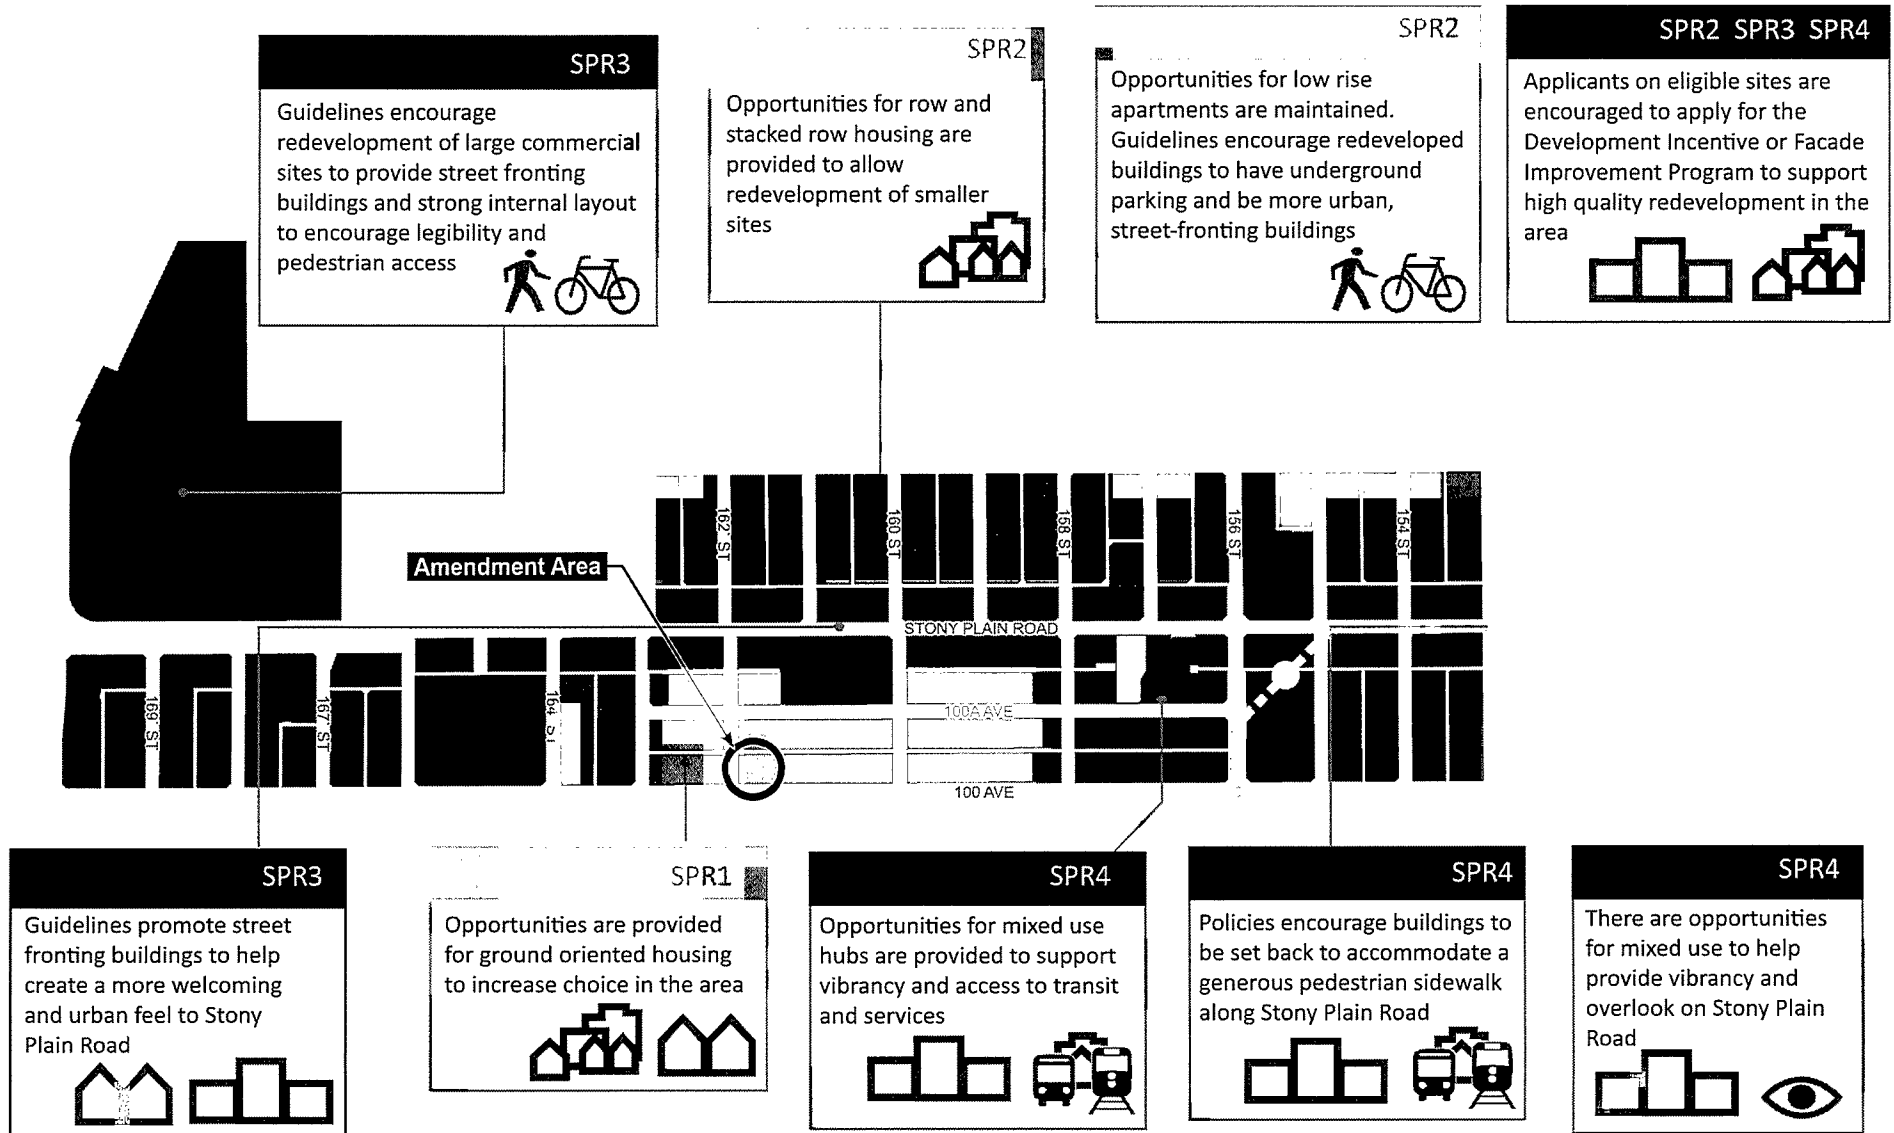 SPR3
Guidelines encourage
redevelopment of large commercial
sites to provide street fronting
buildings and strong internal layout
to encourage legibility and
pedestrian access
SPR2
Opportunities for row and
stacked row housing are
provided to allow
redevelopment of smaller
sites
SPR2
Opportunities for low rise
apartments are maintained.
Guidelines encourage redeveloped
buildings to have underground
parking and be more urban,
street-fronting buildings
SPR2 SPR3 SPR4
Applicants on eligible sites are
encouraged to apply for the
Development Incentive or Facade
Improvement Program to support
high quality redevelopment in the
area
162 ST
160 ST
158 ST
156 ST
154 ST
Amendment Area
STONY PLAIN ROAD
169 ST
167 ST
164 ST
100A AVE
100 AVE
SPR3
Guidelines promote street
fronting buildings to help
create a more welcoming
and urban feel to Stony
Plain Road
SPR1
Opportunities are provided
for ground oriented housing
to increase choice in the area
SPR4
Opportunities for mixed use
hubs are provided to support
vibrancy and access to transit
and services
SPR4
Policies encourage buildings to
be set back to accommodate a
generous pedestrian sidewalk
along Stony Plain Road
SPR4
There are opportunities
for mixed use to help
provide vibrancy and
overlook on Stony Plain
Road